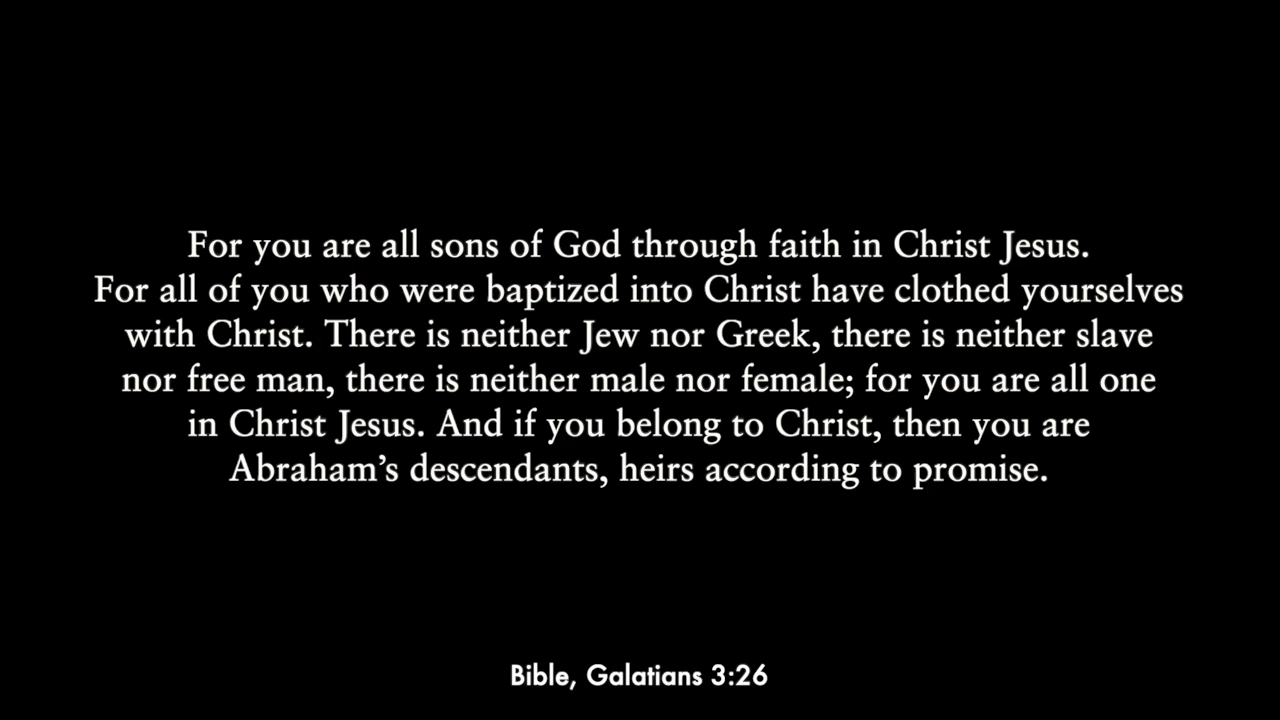 For you are all sons of God through faith in Christ Jesus.
For all of you who were baptized into Christ have clothed yourselves
with Christ. There is neither Jew nor Greek, there is neither slave
nor free man, there is neither male nor female; for you are all one
in Christ Jesus. And if you belong to Christ, then you are
Abraham’s descendants, heirs according to promise.
Bible, Galatians 3:26